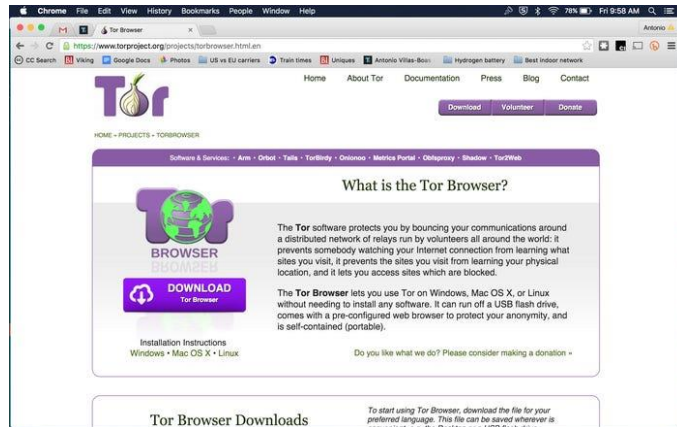 Chrome File Edit View History Bookmarks People Window Help
78% Fri 9:58 AM
Tor Browser
Antonio
https://www.torproject.org/projects/torbrowser.html.en
CC Search Viking Google Docs Photos US vs EU carriers Train times Uniques Antonio Villas-Boas Hydrogen battery Best indoor network
Tor
Home About Tor Documentation Press Blog Contact
Download Volunteer Donate
HOME » PROJECTS » TORBROWSER
Software & Services: • Arm • Orbot • Tails • TorBirdy • Onionoo • Metrics Portal • Obfsproxy • Shadow • Tor2Web
What is the Tor Browser?
Tor
BROWSER
DOWNLOAD
Tor Browser
Installation Instructions
Windows • Mac OS X • Linux
The Tor software protects you by bouncing your communications around
a distributed network of relays run by volunteers all around the world: it
prevents somebody watching your Internet connection from learning what
sites you visit, it prevents the sites you visit from learning your physical
location, and it lets you access sites which are blocked.
The Tor Browser lets you use Tor on Windows, Mac OS X, or Linux
without needing to install any software. It can run off a USB flash drive,
comes with a pre-configured web browser to protect your anonymity, and
is self-contained (portable).
Do you like what we do? Please consider making a donation »
Tor Browser Downloads
To start using Tor Browser, download the file for your
preferred language. This file can be saved wherever is